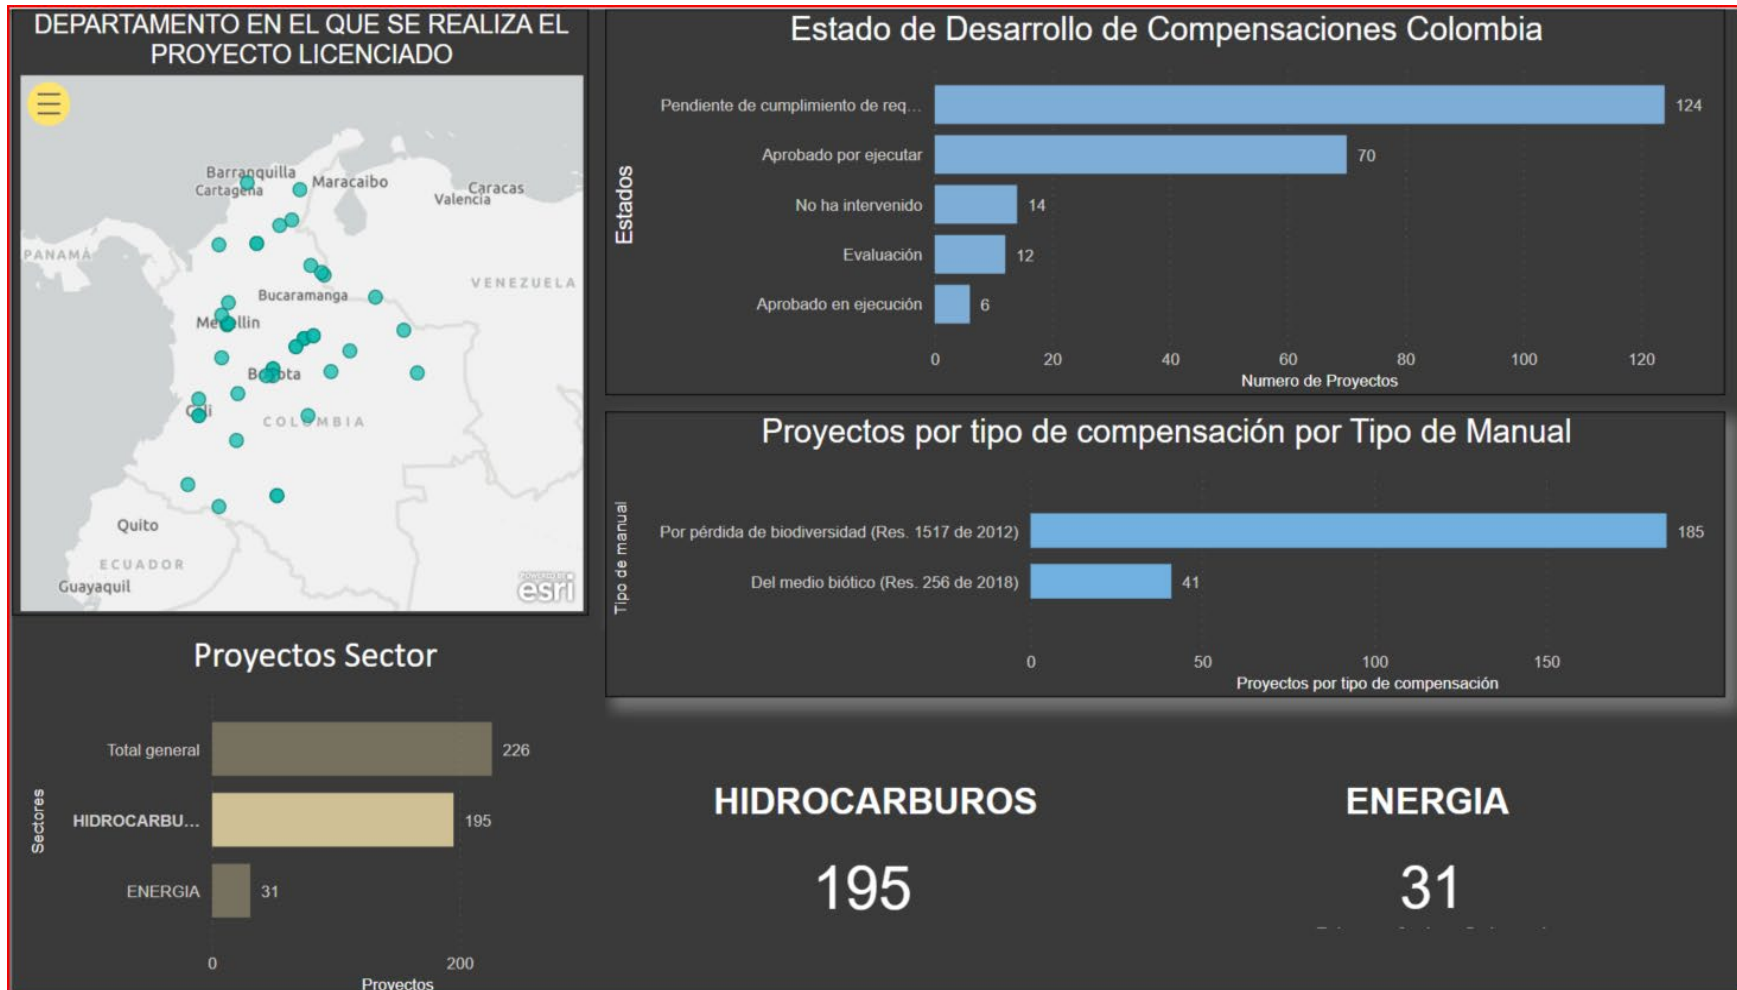 DEPARTAMENTO EN EL QUE SE REALIZA EL
PROYECTO LICENCIADO
Barranquilla
Cartagena
Maracaibo
Caracas
Valencia
PANAMÁ
VENEZUELA
Bucaramanga
Medellin
Bogota
Cali
COLOMBIA
Quito
ECUADOR
Guayaquil
POWERED BY
esri
Estado de Desarrollo de Compensaciones Colombia
Estados
Pendiente de cumplimiento de req...
124
Aprobado por ejecutar
70
No ha intervenido
14
Evaluación
12
Aprobado en ejecución
6
0 20 40 60 80 100 120
Numero de Proyectos
Proyectos por tipo de compensación por Tipo de Manual
Tipo de manual
Por pérdida de biodiversidad (Res. 1517 de 2012)
185
Del medio biótico (Res. 256 de 2018)
41
0 50 100 150
Proyectos por tipo de compensación
Proyectos Sector
Sectores
Total general
226
HIDROCARBU...
195
ENERGIA
31
0 200
Proyectos
HIDROCARBUROS
195
ENERGIA
31